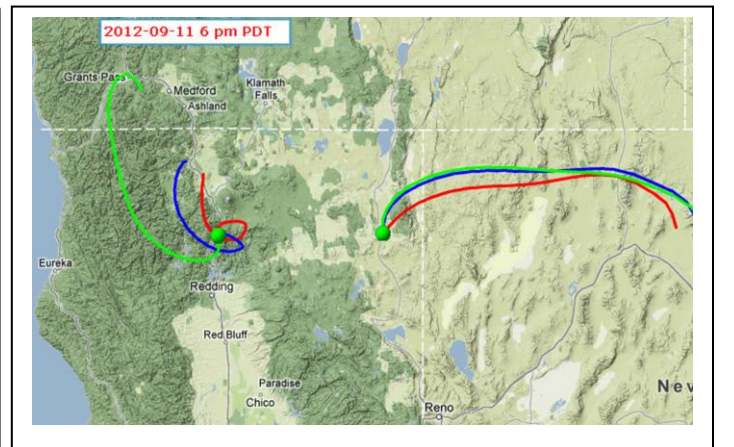 2012-09-11 6 pm PDT
Grants Pass
Medford
Klamath
Falls
Ashland
Eureka
Redding
Red Bluff
Paradise
Chico
Reno
Nev